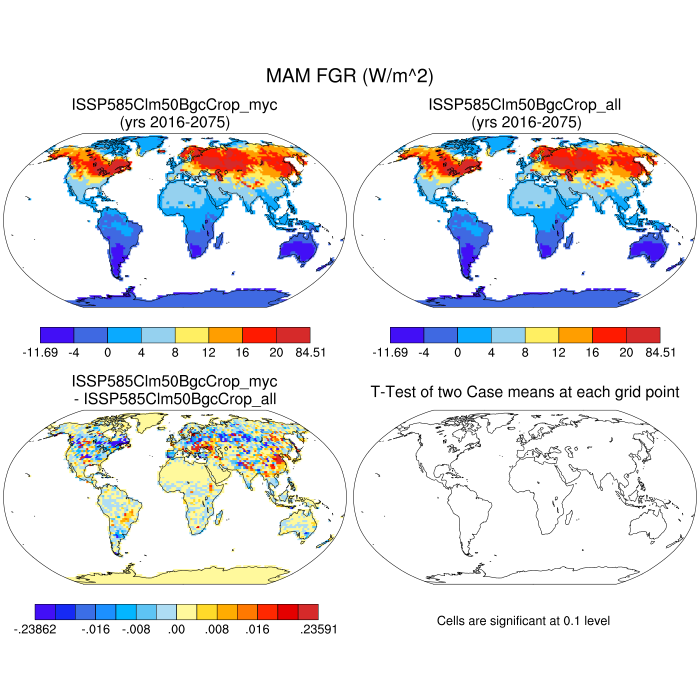 MAM FGR (W/m^2)
ISSP585Clm50BgcCrop_myc
(yrs 2016-2075)
ISSP585Clm50BgcCrop_all
(yrs 2016-2075)
-11.69 -4 0 4 8 12 16 20 84.51
-11.69 -4 0 4 8 12 16 20 84.51
ISSP585Clm50BgcCrop_myc
- ISSP585Clm50BgcCrop_all
T-Test of two Case means at each grid point
-.23862 -.016 -.008 .00 .008 .016 .23591
Cells are significant at 0.1 level